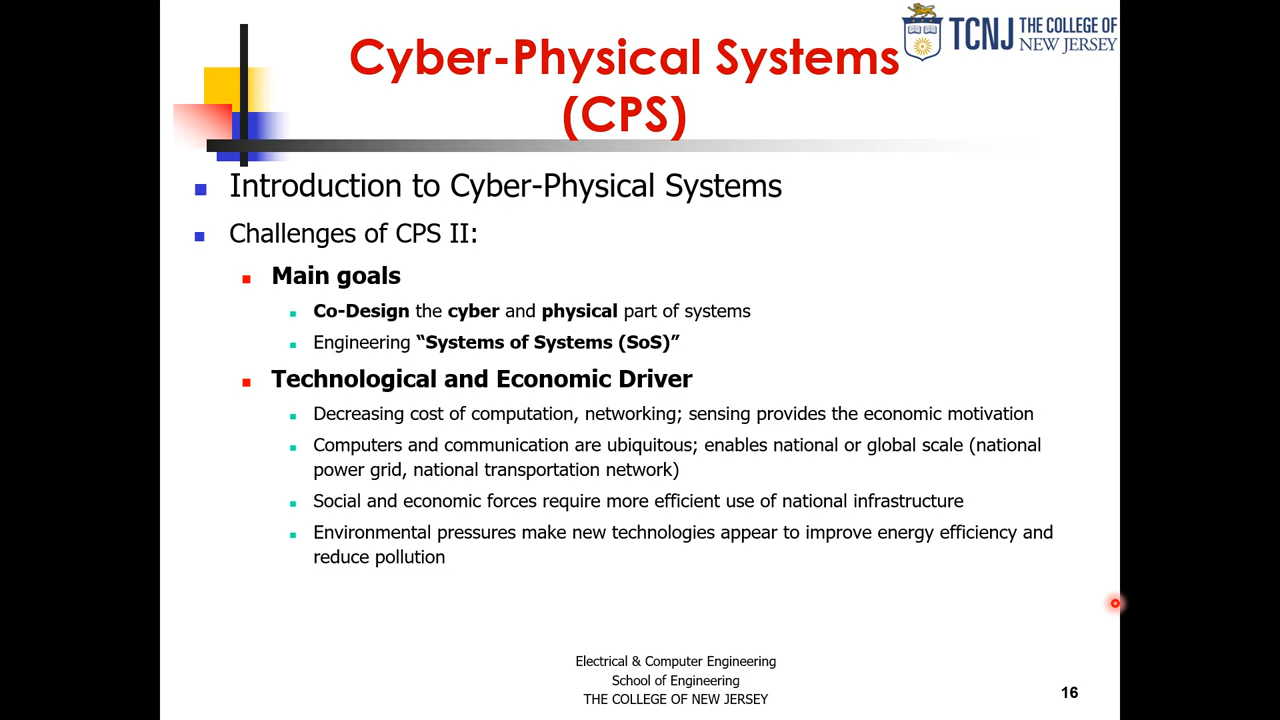 TCNJ THE COLLEGE OF
NEW JERSEY
Cyber-Physical Systems
(CPS)
Introduction to Cyber-Physical Systems
Challenges of CPS II:
Main goals
Co-Design the cyber and physical part of systems
Engineering “Systems of Systems (SoS)”
Technological and Economic Driver
Decreasing cost of computation, networking; sensing provides the economic motivation
Computers and communication are ubiquitous; enables national or global scale (national
power grid, national transportation network)
Social and economic forces require more efficient use of national infrastructure
Environmental pressures make new technologies appear to improve energy efficiency and
reduce pollution
Electrical & Computer Engineering
School of Engineering
THE COLLEGE OF NEW JERSEY
16